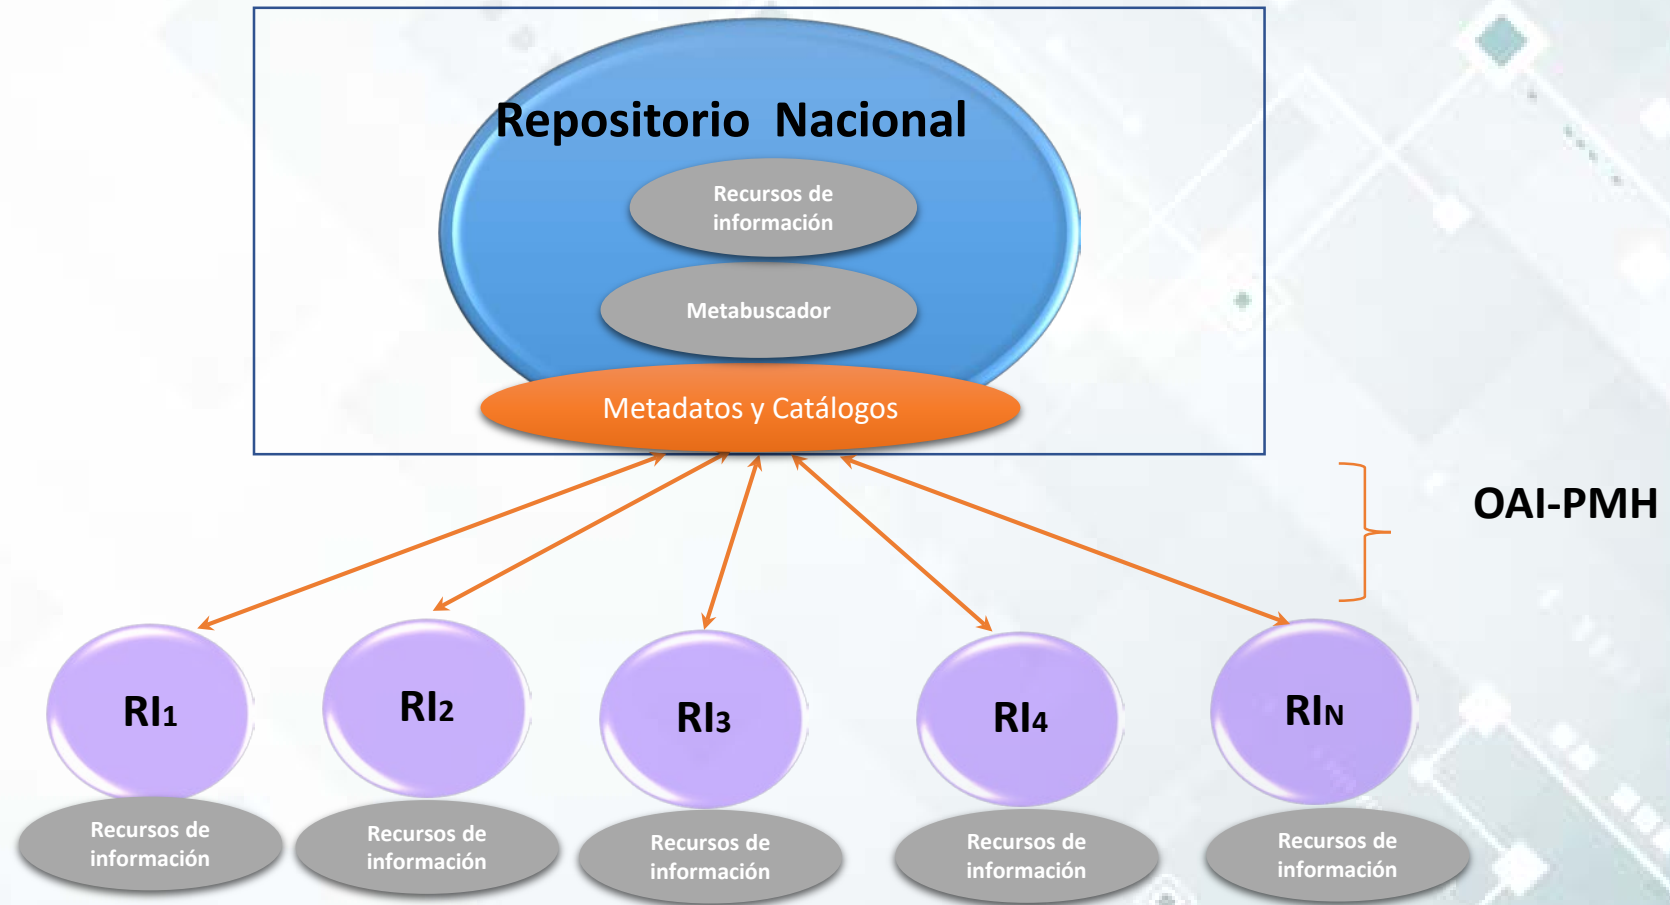 Repositorio  Nacional
Recursos de
información
Metabuscador
Metadatos y Catálogos
OAI-PMH
RI1
RI2
RI3
RI4
RIN
Recursos de
información
Recursos de
información
Recursos de
información
Recursos de
información
Recursos de
información